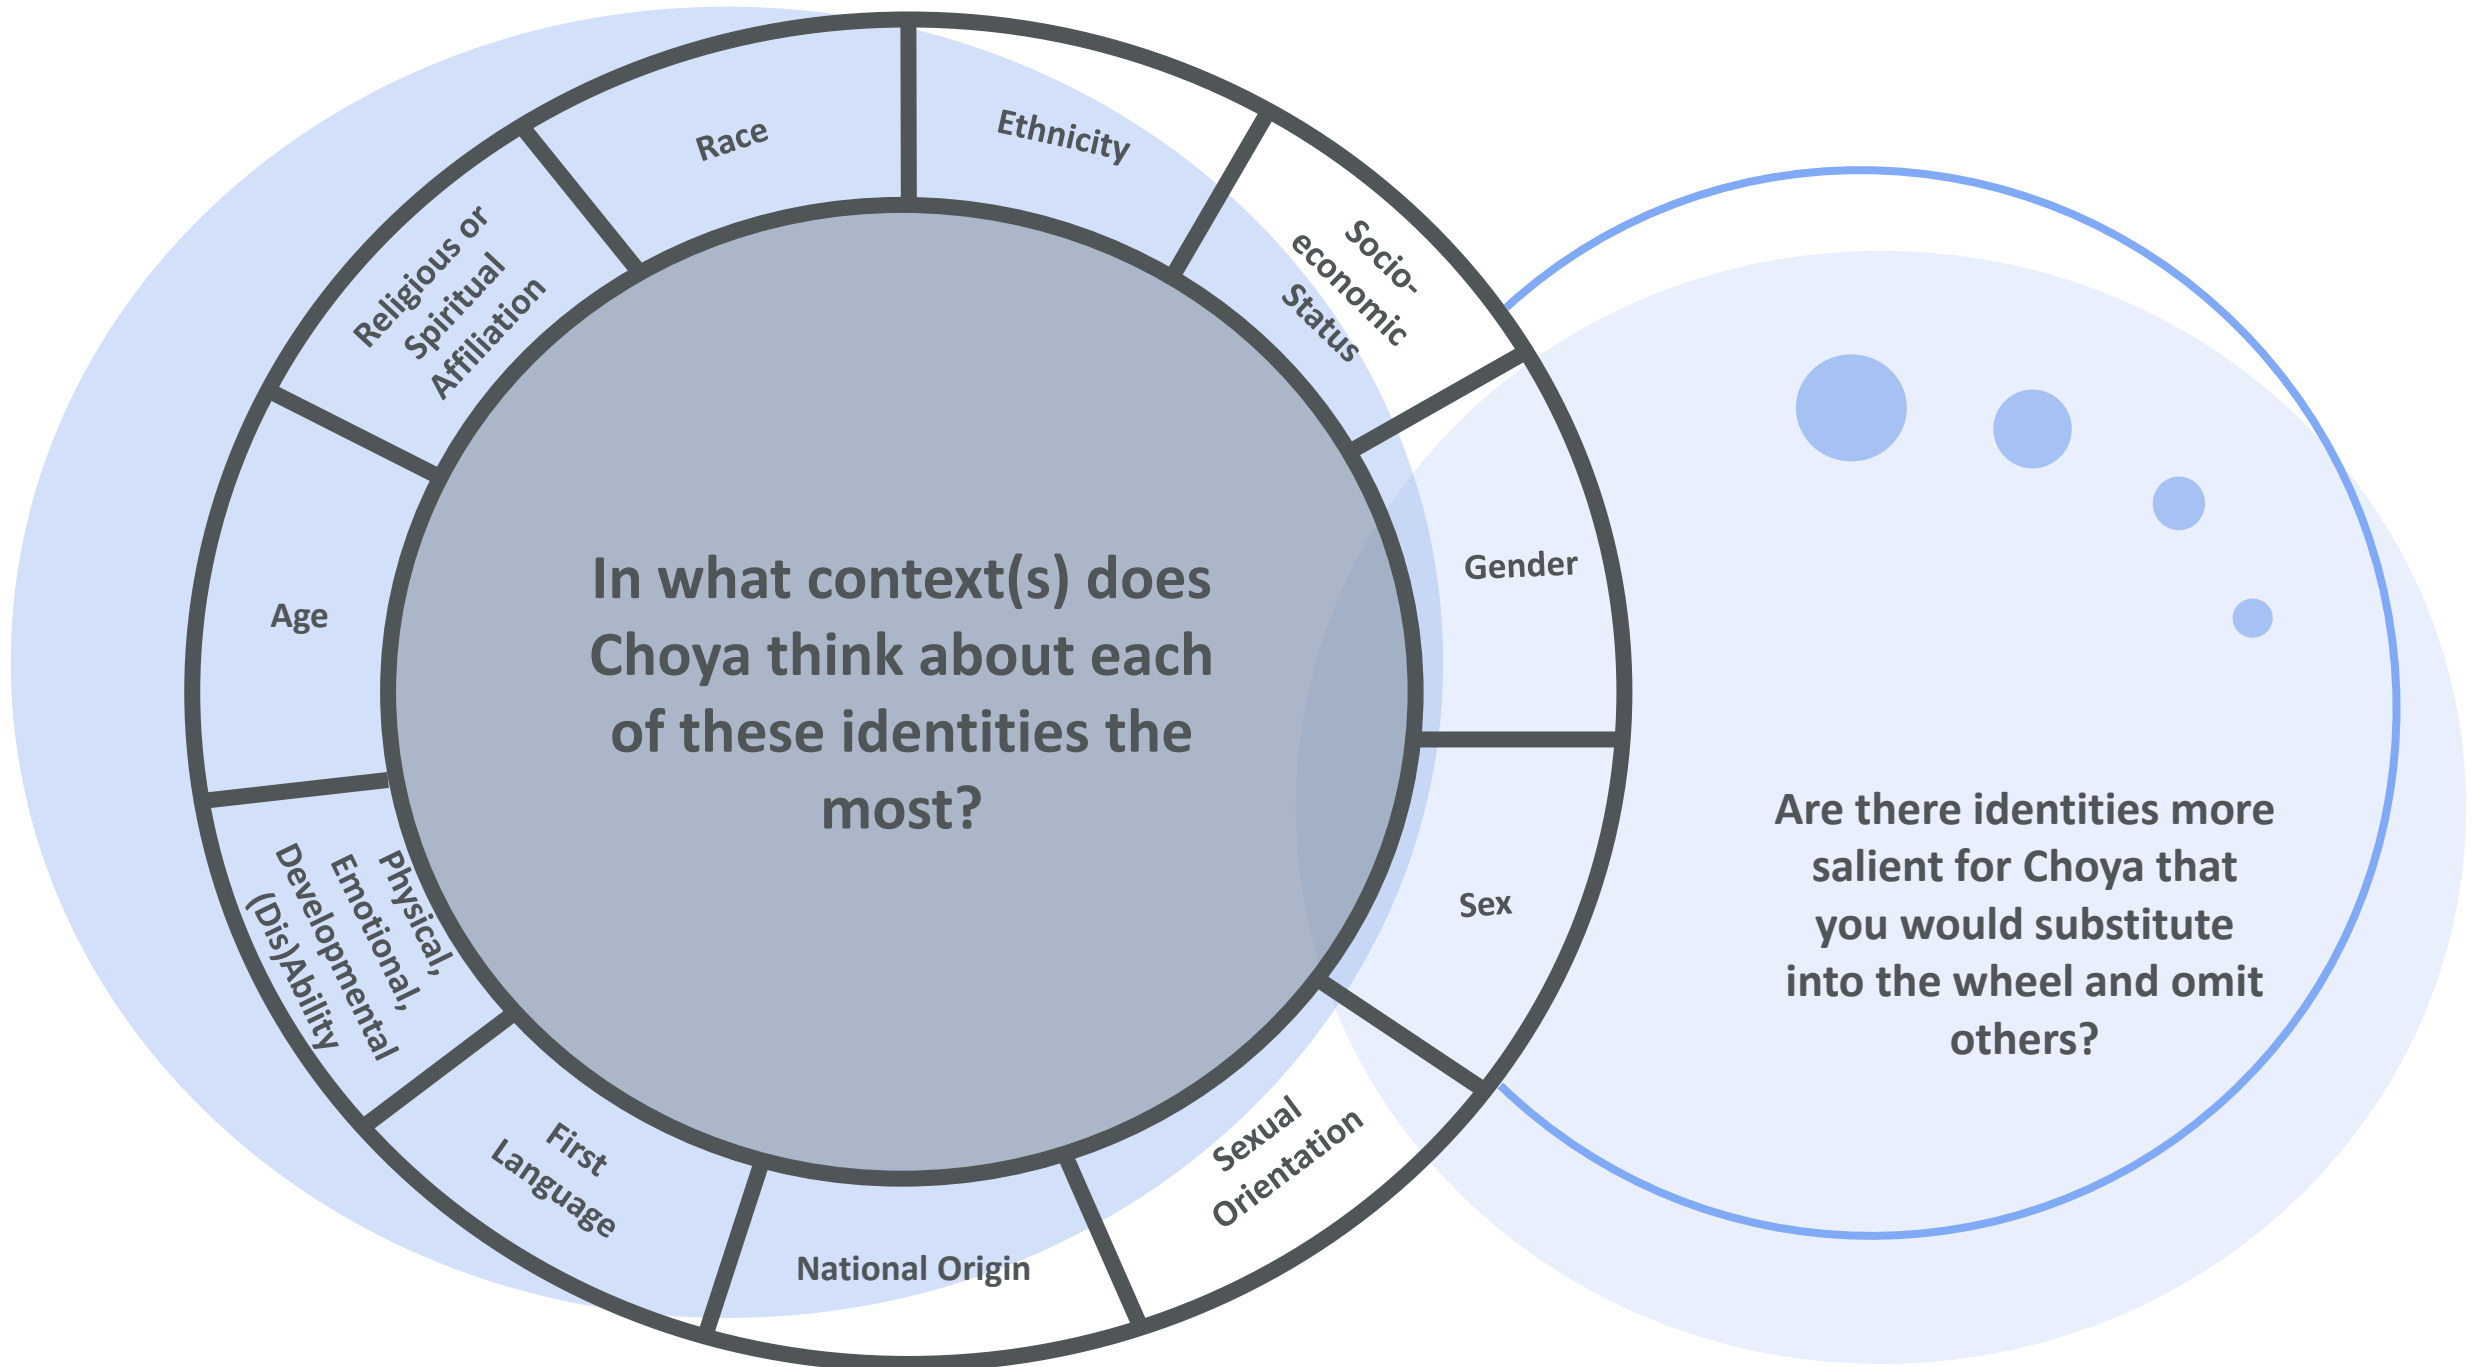 Race
Ethnicity
Socio-
economic
Status
Gender
Sex
Sexual
Orientation
National Origin
First
Language
Physical,
Emotional,
Developmental
(Dis)Ability
Age
Religious or
Spiritual
Affiliation
In what context(s) does
Choya think about each
of these identities the
most?
Are there identities more
salient for Choya that
you would substitute
into the wheel and omit
others?